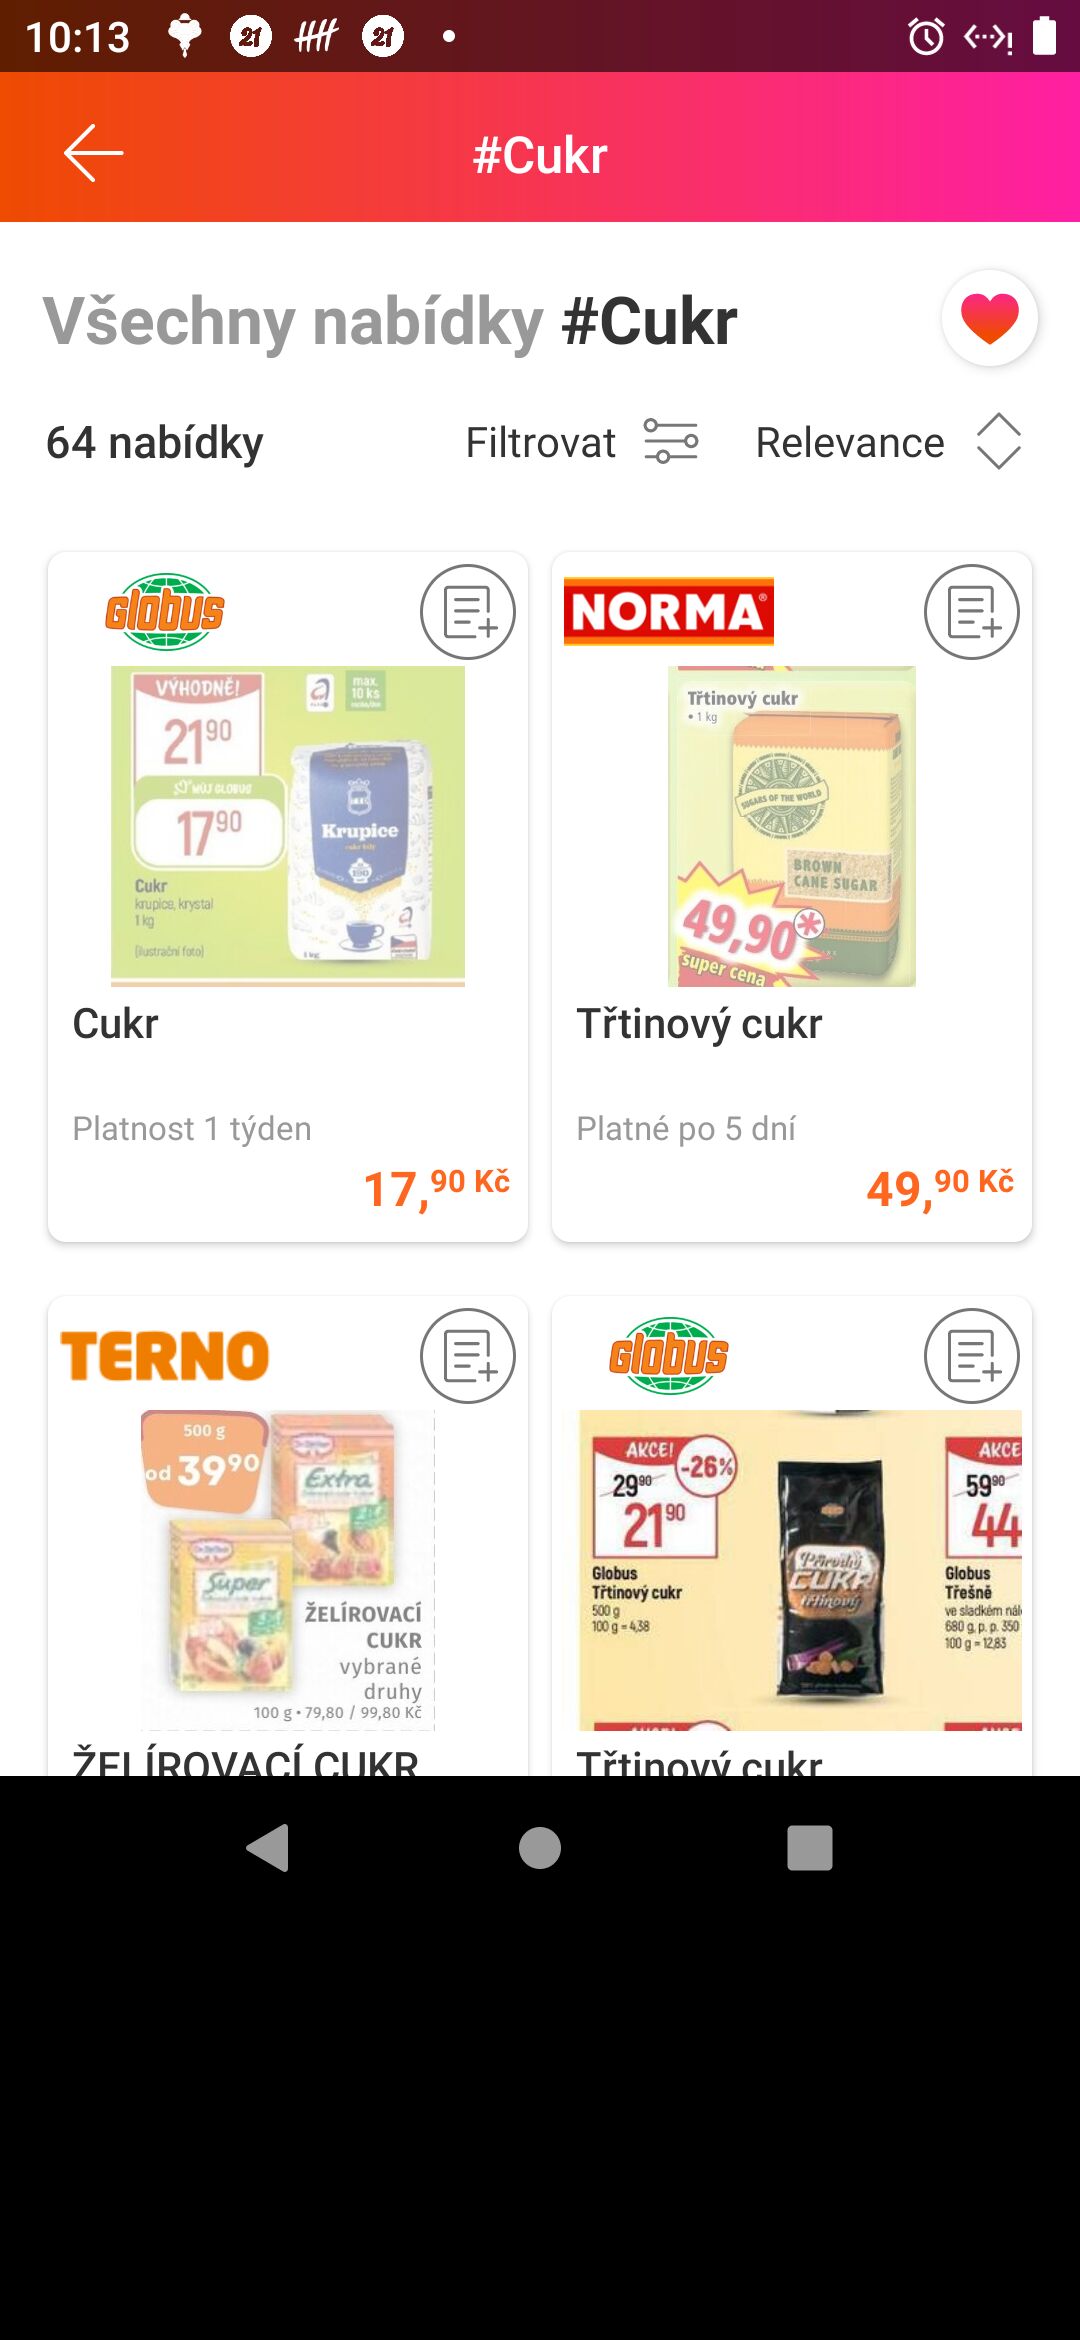 10:13
#Cukr
Všechny nabídky #Cukr
64 nabídky
Filtrovat
Relevance
Globus
VÝHODNĚ!
21 90
MŮJ GLOBUS
17 90
max.
10 ks
Krupice
Cukr
krupice, krystal
1 kg
(ilustrační foto)
Cukr
Platnost 1 týden
17,90 Kč
NORMA®
Třtinový cukr
• 1 kg
SUGARS OF THE WORLD
BROWN
CANE SUGAR
49,90*
super cena
Třtinový cukr
Platné po 5 dní
49,90 Kč
TERNO
500 g
od 39 90
Extra
Super
ŽELÍROVACÍ
CUKR
vybrané
druhy
100 g • 79,80 / 99,80 Kč
ŽELÍROVACÍ CUKR
Globus
AKCE!
-26%
29 90
21 90
Globus
Třtinový cukr
500 g
100 g = 4,38
Přírodní
CUKR
třtinový
AKCE
59 90
44
Globus
Třešně
ve sladkém nál
680 g, p. p. 350
100 g = 12,83
Třtinový cukr